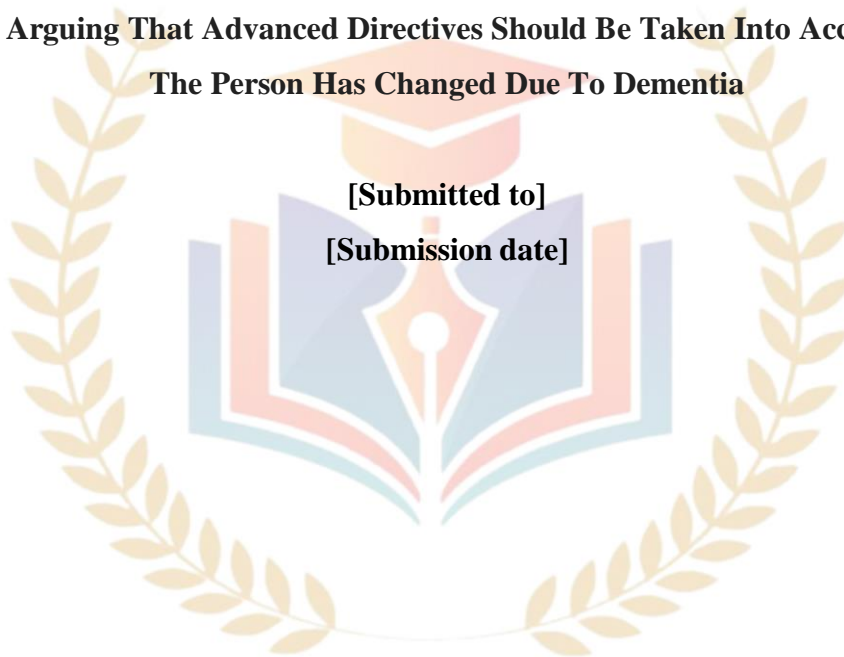 Arguing That Advanced Directives Should Be Taken Into
The Person Has Changed Due To Dementia
[Submitted to]
[Submission date]